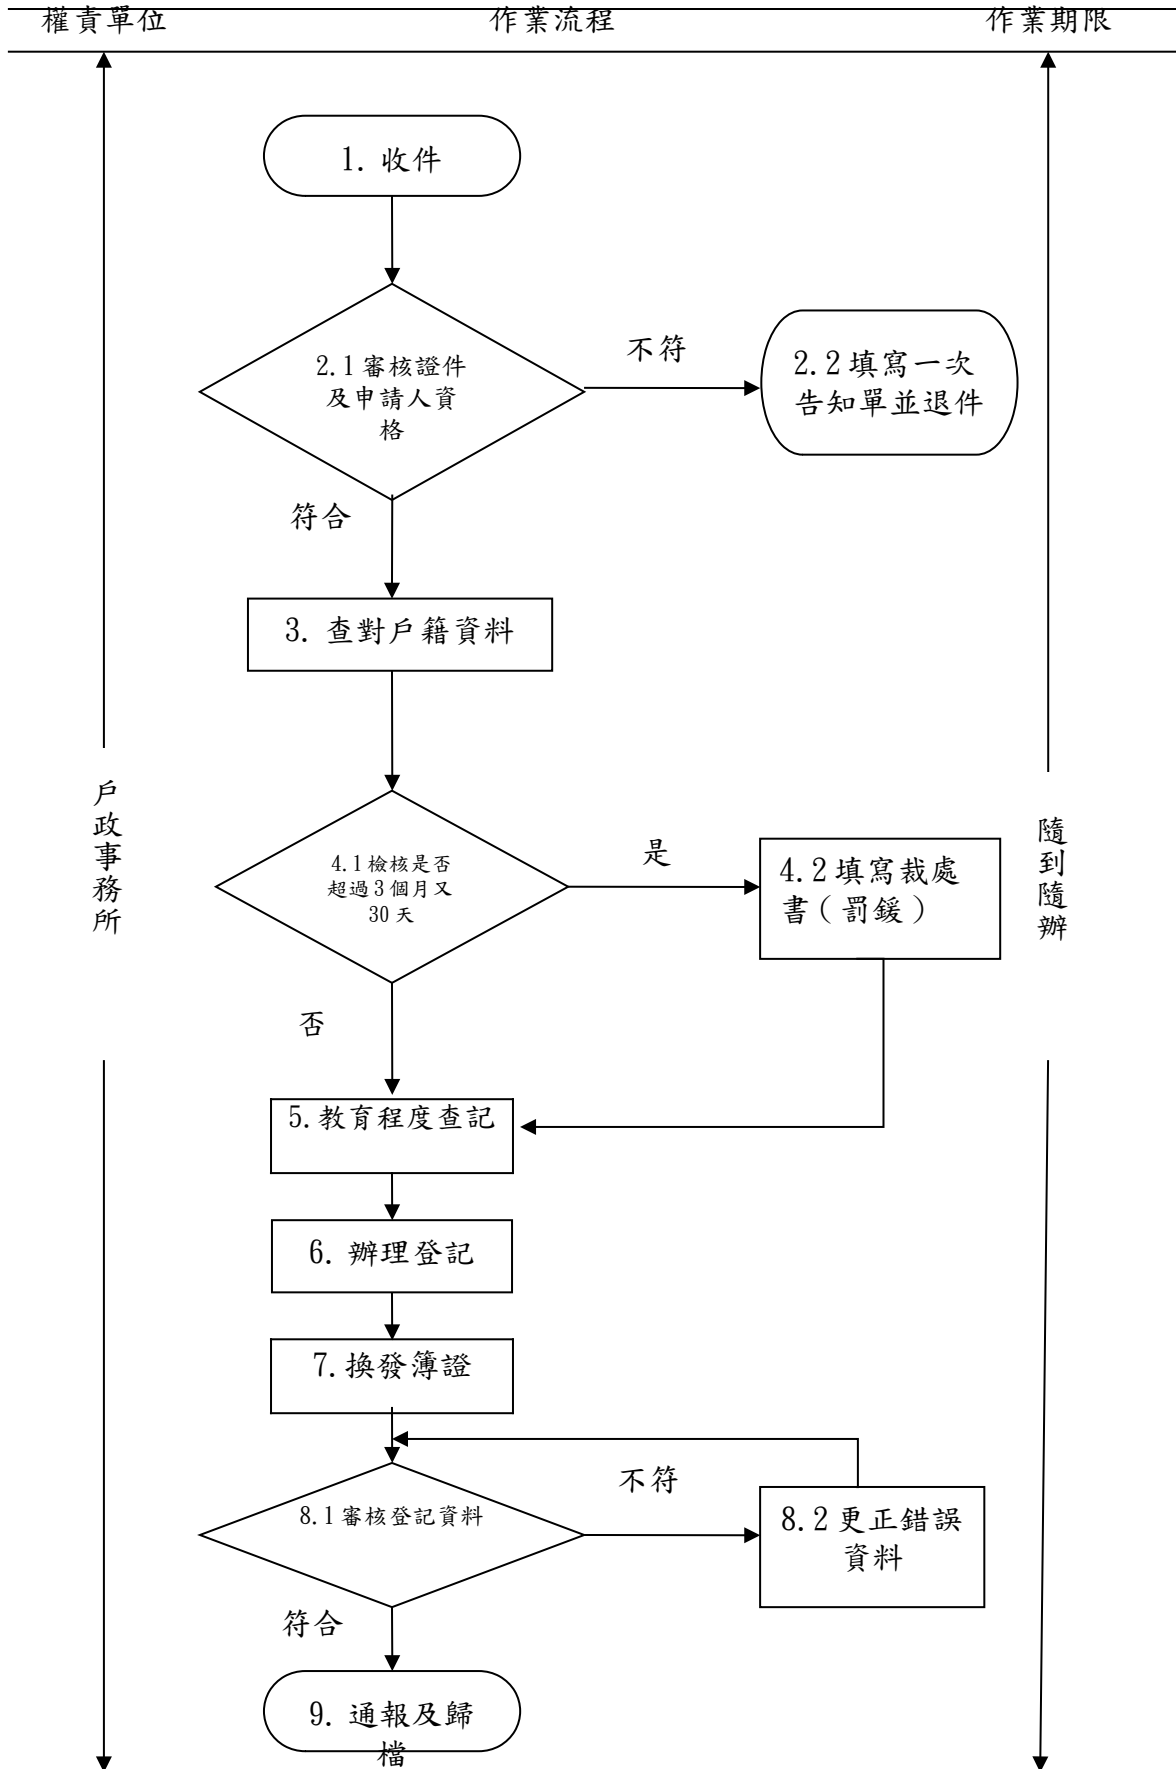 權責單位
作業流程
作業期限
1. 收件
2.1 審核證件
及申請人資
格
不符
2.2 填寫一次
告知單並退件
符合
3. 查對戶籍資料
戶政事務所
4.1 檢核是否
超過 3 個月又
30 天
是
4.2 填寫裁處
書(罰鍰)
隨到隨辦
否
5.教育程度查記
6. 辦理登記
7.換發簿證
8.1 審核登記資料
不符
8.2 更正錯誤
資料
符合
9. 通報及歸
檔